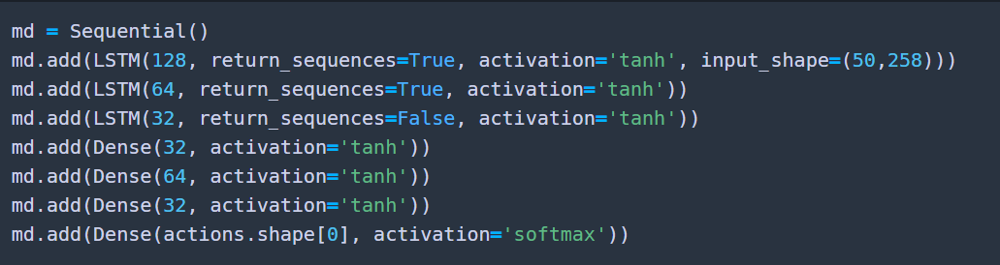 md = Sequential()
md.add(LSTM(128, return_sequences=True, activation='tanh', input_shape=(50,258)))
md.add(LSTM(64, return_sequences=True, activation='tanh'))
md.add(LSTM(32, return_sequences=False, activation='tanh'))
md.add(Dense(32, activation='tanh'))
md.add(Dense(64, activation='tanh'))
md.add(Dense(32, activation='tanh'))
md.add(Dense(actions.shape[0], activation='softmax'))